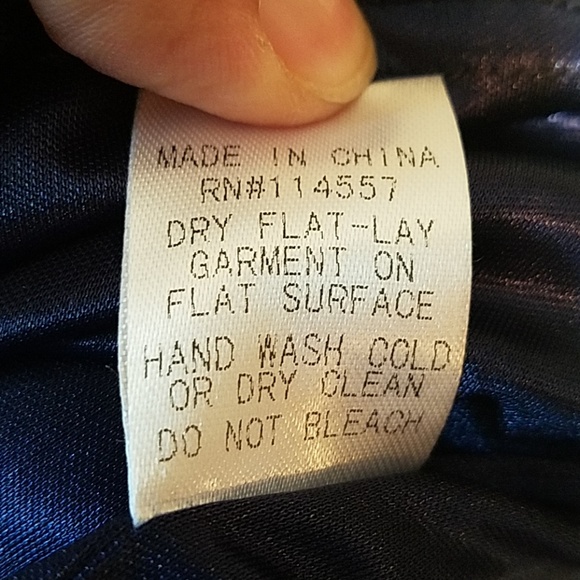 MADE IN CHINA
RN#114557
DRY FLAT-LAY
GARMENT ON
FLAT SURFACE
HAND WASH COLD
OR DRY CLEAN
DO NOT BLEACH